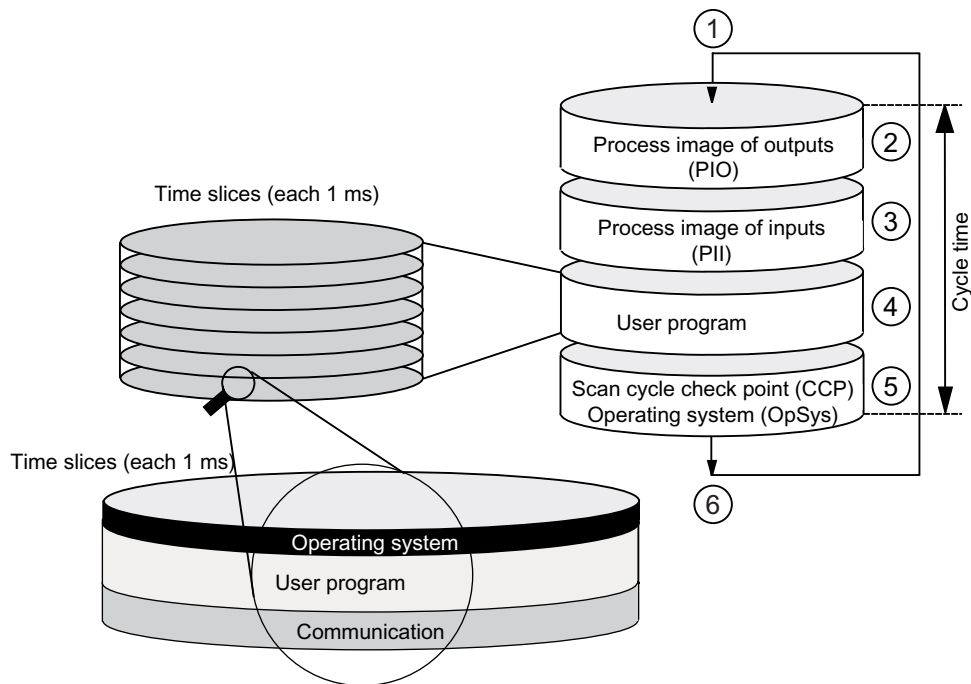 1
Process image of outputs
(PIO)
2
Time slices (each 1 ms)
Process image of inputs
(PII)
3
Cycle time
User program
4
Scan cycle check point (CCP)
Operating system (OpSys)
5
Time slices (each 1 ms)
6
Operating system
User program
Communication